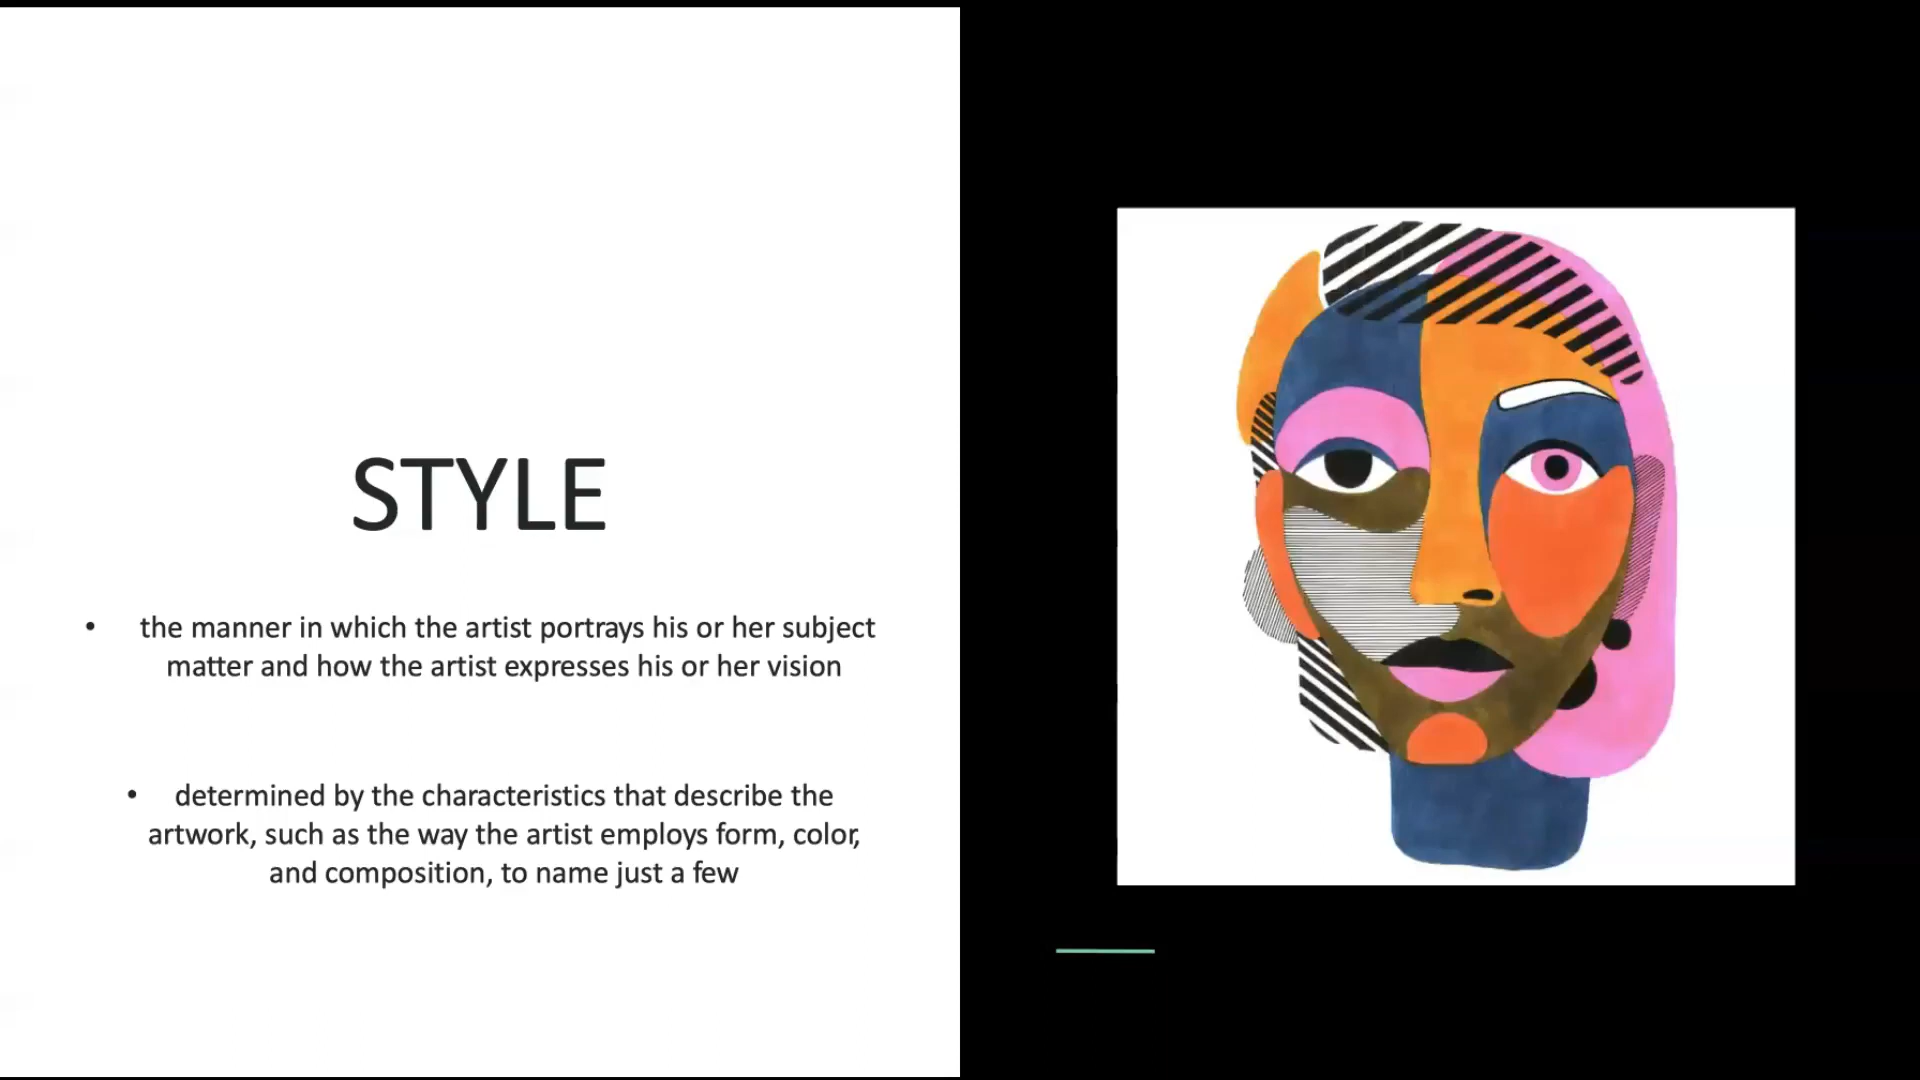 STYLE
• the manner in which the artist portrays his or her subject
matter and how the artist expresses his or her vision
• determined by the characteristics that describe the
artwork, such as the way the artist employs form, color,
and composition, to name just a few